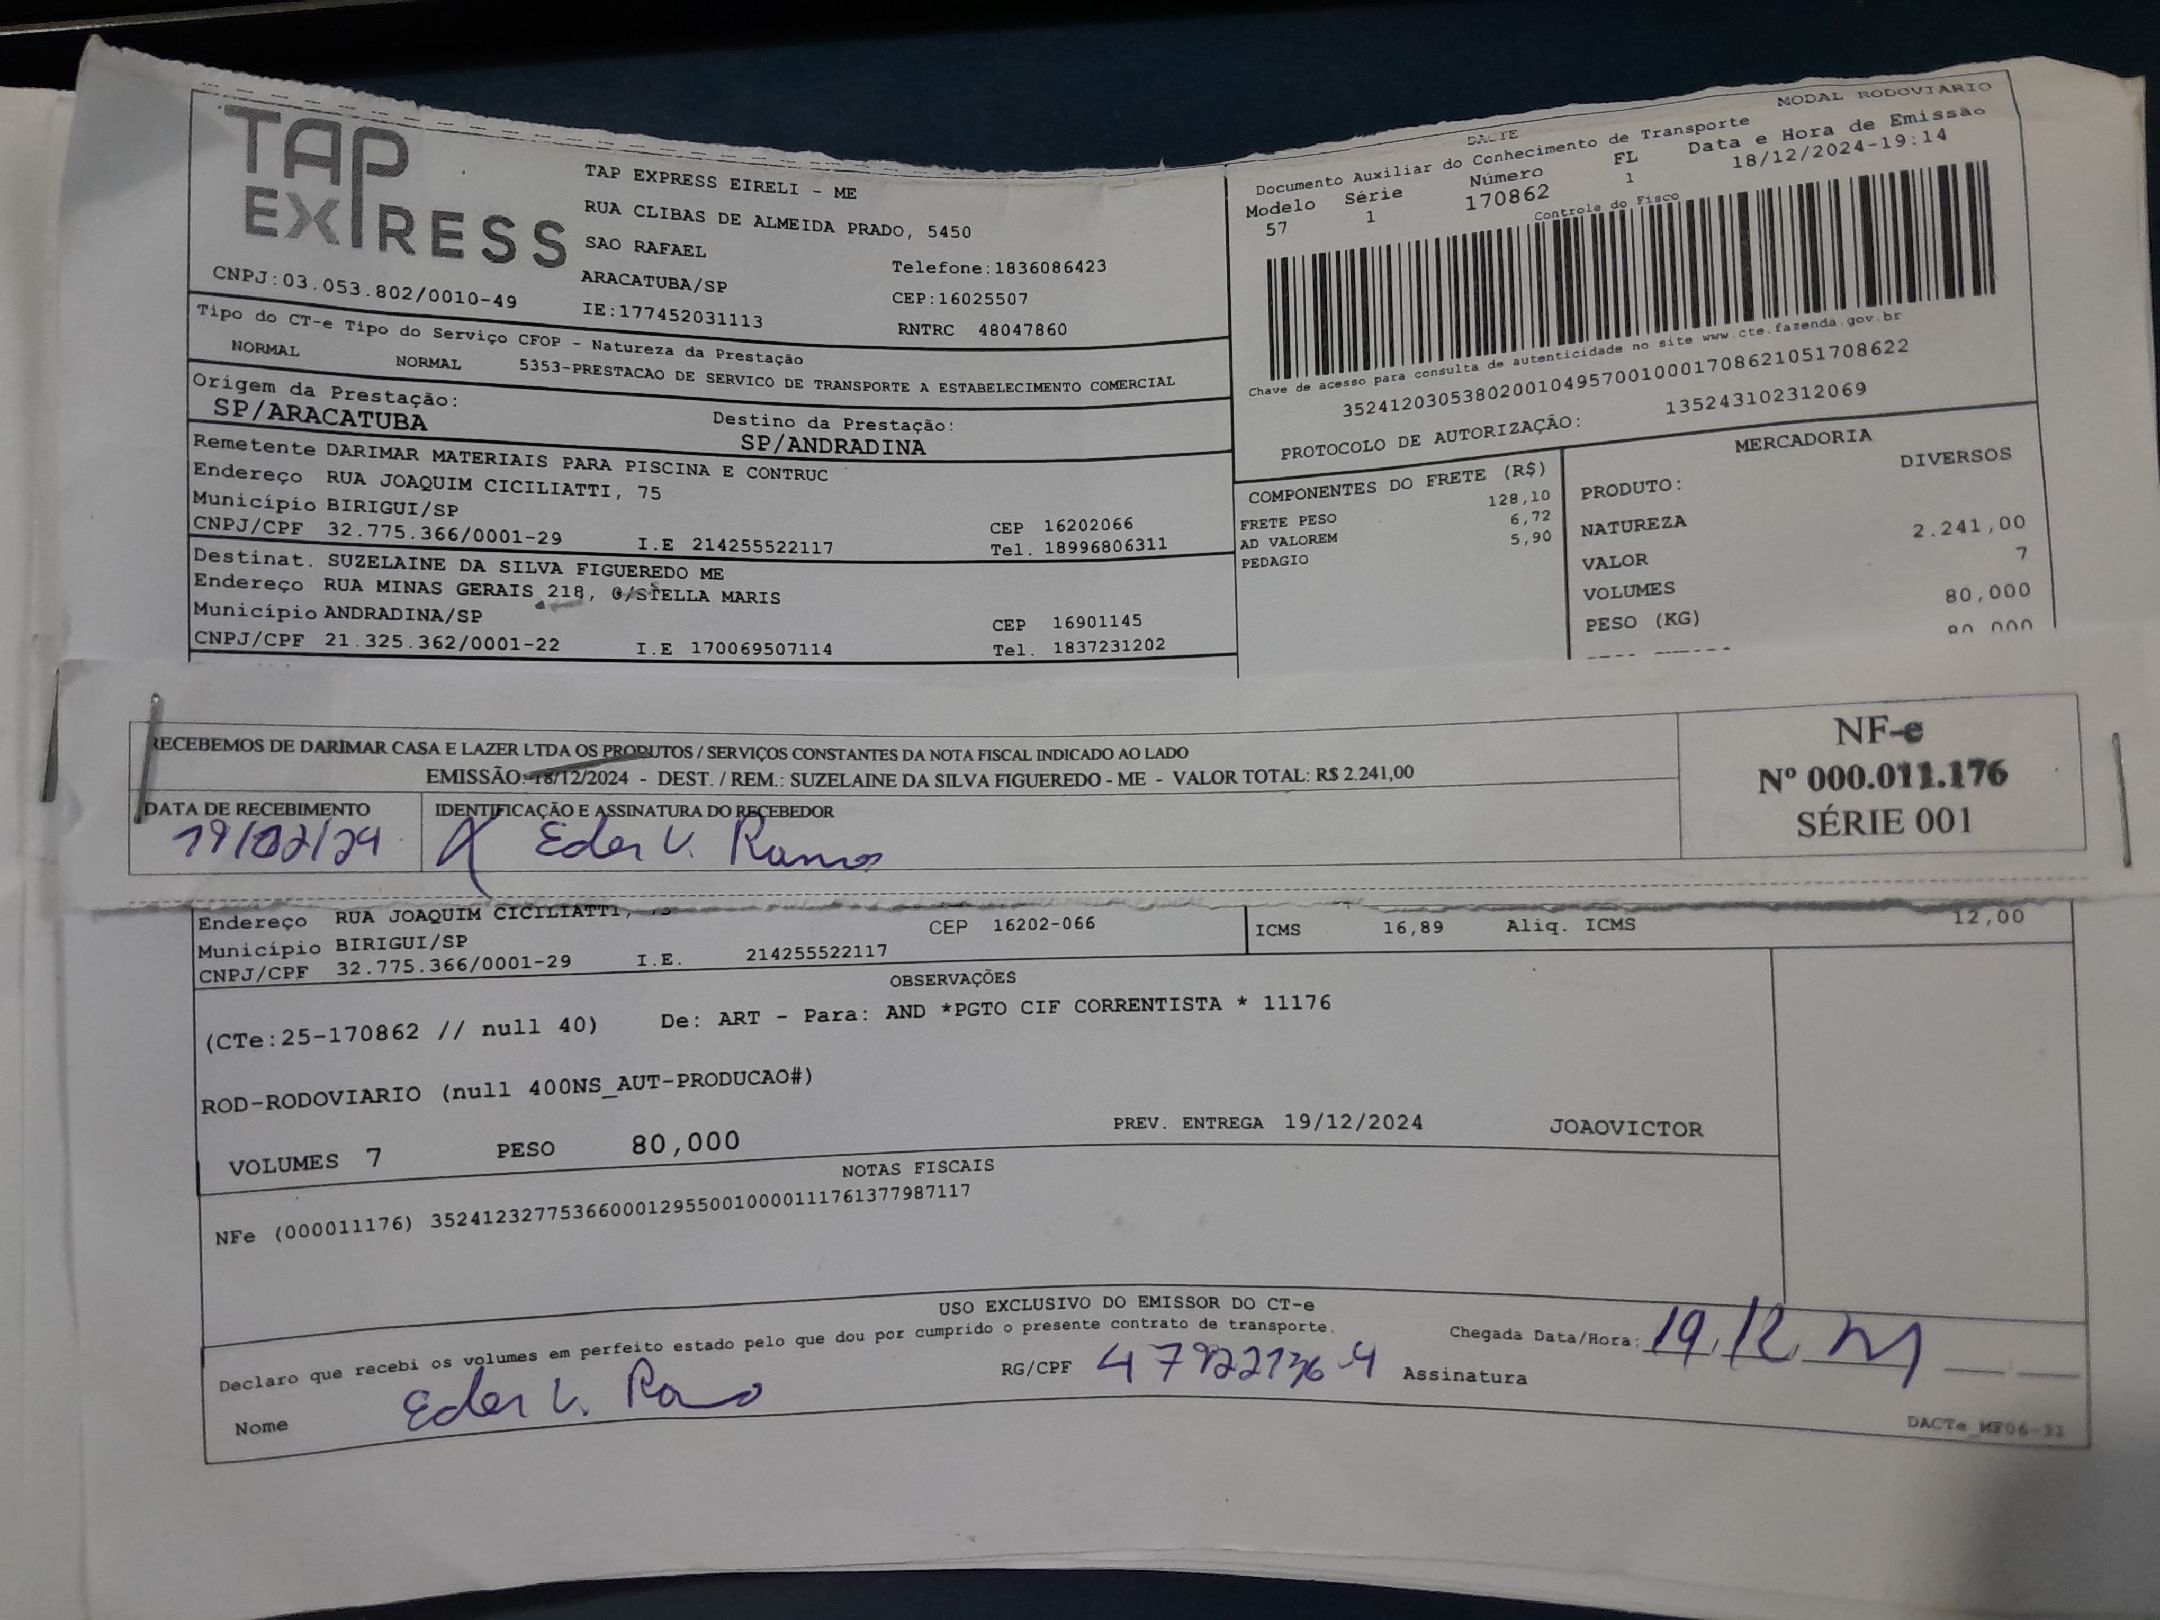 TAP
EXPRESS
CNPJ:03.053.802/0010-49
TAP EXPRESS EIRELI - ME
RUA CLIBAS DE ALMEIDA PRADO, 5450
SAO RAFAEL
ARACATUBA/SP
IE:177452031113
Telefone:1836086423
CEP:16025507
RNTRC 48047860
MODAL RODOVIARIO
DACTE
Documento Auxiliar do Conhecimento de Transporte
Modelo Série Número FL Data e Hora de Emissão
57 1 170862 1 18/12/2024-19:14
Controle do Fisco
Chave de acesso para consulta de autenticidade no site www.cte.fazenda.gov.br
35241203053802001049570010001708621051708622
PROTOCOLO DE AUTORIZAÇÃO: 135243102312069
Tipo do CT-e Tipo do Serviço CFOP - Natureza da Prestação
NORMAL NORMAL 5353-PRESTACAO DE SERVICO DE TRANSPORTE A ESTABELECIMENTO COMERCIAL
Origem da Prestação: Destino da Prestação:
SP/ARACATUBA SP/ANDRADINA
Remetente DARIMAR MATERIAIS PARA PISCINA E CONTRUC
Endereço RUA JOAQUIM CICILIATTI, 75
Município BIRIGUI/SP CEP 16202066
CNPJ/CPF 32.775.366/0001-29 I.E 214255522117 Tel. 18996806311
Destinat. SUZELAINE DA SILVA FIGUEREDO ME
Endereço RUA MINAS GERAIS 218, 0/STELLA MARIS
Município ANDRADINA/SP CEP 16901145
CNPJ/CPF 21.325.362/0001-22 I.E 170069507114 Tel. 1837231202
COMPONENTES DO FRETE (R$)
FRETE PESO 128,10
AD VALOREM 6,72
PEDAGIO 5,90
MERCADORIA
PRODUTO: DIVERSOS
NATUREZA
VALOR 2.241,00
VOLUMES 7
PESO (KG) 80,000
80,000
RECEBEMOS DE DARIMAR CASA E LAZER LTDA OS PRODUTOS / SERVIÇOS CONSTANTES DA NOTA FISCAL INDICADO AO LADO
EMISSÃO: 18/12/2024 - DEST. / REM.: SUZELAINE DA SILVA FIGUEREDO - ME - VALOR TOTAL: R$ 2.241,00
DATA DE RECEBIMENTO IDENTIFICAÇÃO E ASSINATURA DO RECEBEDOR
Eder V. Ramos
NF-e
Nº 000.011.176
SÉRIE 001
Endereço RUA JOAQUIM CICILIATTI, 75
Município BIRIGUI/SP CEP 16202-066
CNPJ/CPF 32.775.366/0001-29 I.E. 214255522117
ICMS 16,89 Aliq. ICMS 12,00
OBSERVAÇÕES
(CTe:25-170862 // null 40) De: ART - Para: AND *PGTO CIF CORRENTISTA * 11176
ROD-RODOVIARIO (null 400NS_AUT-PRODUCAO#)
VOLUMES 7 PESO 80,000 PREV. ENTREGA 19/12/2024 JOAOVICTOR
NOTAS FISCAIS
NFe (000011176) 35241232775366000129550010000111761377987117
USO EXCLUSIVO DO EMISSOR DO CT-e
Declaro que recebi os volumes em perfeito estado pelo que dou por cumprido o presente contrato de transporte.
Chegada Data/Hora: 19 12
Nome Eder V. Ramos RG/CPF Assinatura